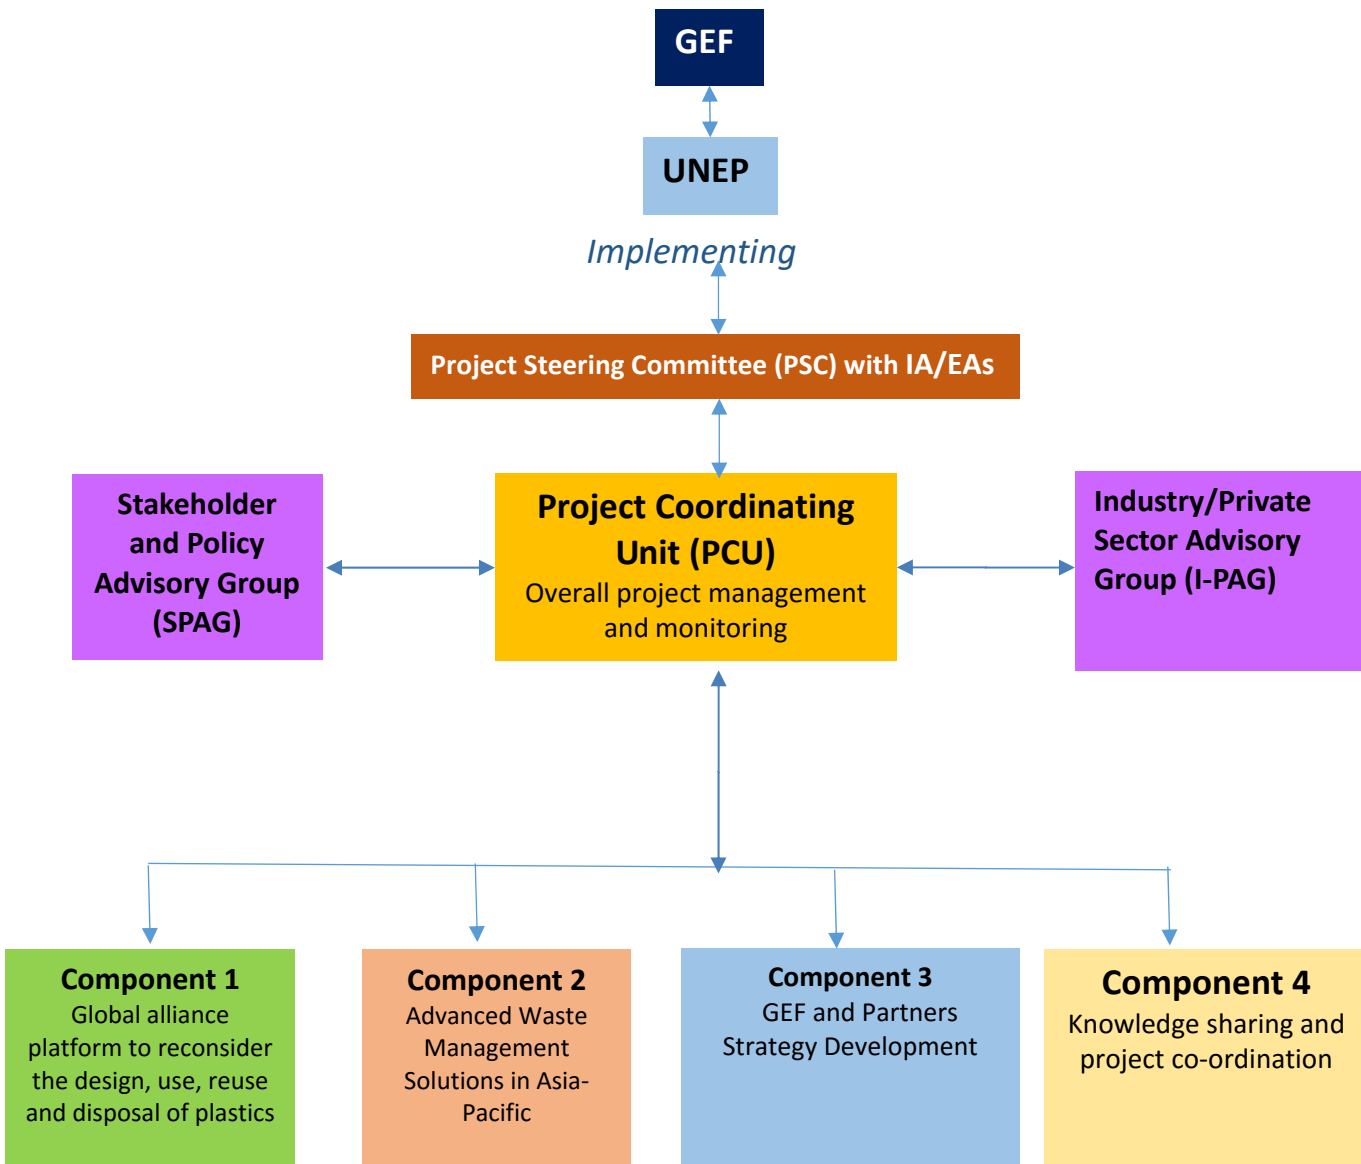 GEF
UNEP
Implementing
Project Steering Committee (PSC) with IA/EAs
Stakeholder
and Policy
Advisory Group
(SPAG)
Project Coordinating
Unit (PCU)
Overall project management
and monitoring
Industry/Private
Sector Advisory
Group (I-PAG)
Component 1
Global alliance
platform to reconsider
the design, use, reuse
and disposal of plastics
Component 2
Advanced Waste
Management
Solutions in Asia-
Pacific
Component 3
GEF and Partners
Strategy Development
Component 4
Knowledge sharing and
project co-ordination